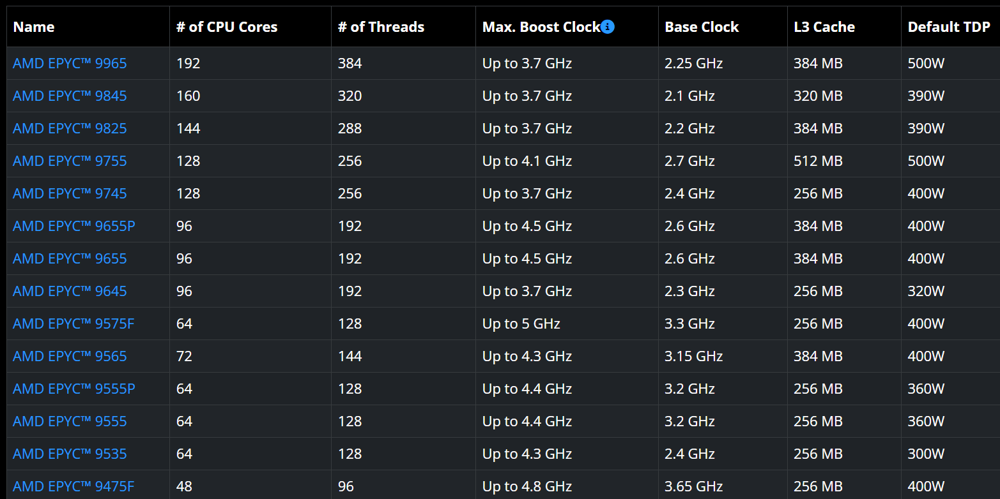 Name # of CPU Cores # of Threads Max. Boost Clock Base Clock L3 Cache Default TDP
AMD EPYC™ 9965 192 384 Up to 3.7 GHz 2.25 GHz 384 MB 500W
AMD EPYC™ 9845 160 320 Up to 3.7 GHz 2.1 GHz 320 MB 390W
AMD EPYC™ 9825 144 288 Up to 3.7 GHz 2.2 GHz 384 MB 390W
AMD EPYC™ 9755 128 256 Up to 4.1 GHz 2.7 GHz 512 MB 500W
AMD EPYC™ 9745 128 256 Up to 3.7 GHz 2.4 GHz 256 MB 400W
AMD EPYC™ 9655P 96 192 Up to 4.5 GHz 2.6 GHz 384 MB 400W
AMD EPYC™ 9655 96 192 Up to 4.5 GHz 2.6 GHz 384 MB 400W
AMD EPYC™ 9645 96 192 Up to 3.7 GHz 2.3 GHz 256 MB 320W
AMD EPYC™ 9575F 64 128 Up to 5 GHz 3.3 GHz 256 MB 400W
AMD EPYC™ 9565 72 144 Up to 4.3 GHz 3.15 GHz 384 MB 400W
AMD EPYC™ 9555P 64 128 Up to 4.4 GHz 3.2 GHz 256 MB 360W
AMD EPYC™ 9555 64 128 Up to 4.4 GHz 3.2 GHz 256 MB 360W
AMD EPYC™ 9535 64 128 Up to 4.3 GHz 2.4 GHz 256 MB 300W
AMD EPYC™ 9475F 48 96 Up to 4.8 GHz 3.65 GHz 256 MB 400W